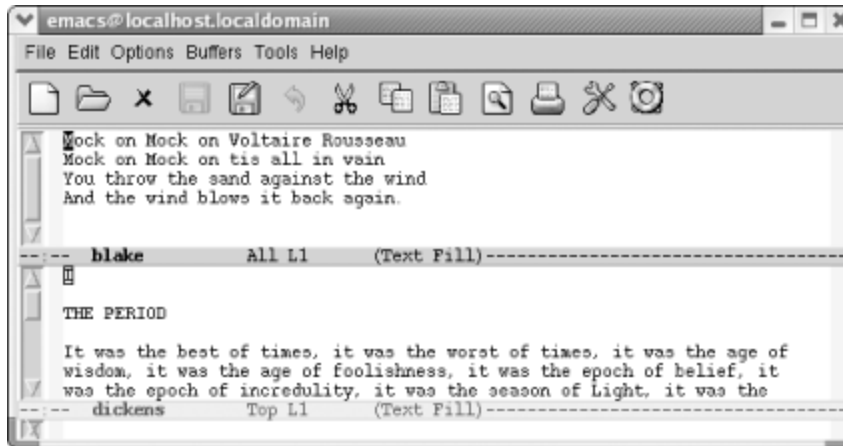 emacs@localhost.localdomain
File Edit Options Buffers Tools Help
Mock on Mock on Voltaire Rousseau
Mock on Mock on tis all in vain
You throw the sand against the wind
And the wind blows it back again.
--:-- blake All L1 (Text Fill)--------------------------------
I
THE PERIOD
It was the best of times, it was the worst of times, it was the age of
wisdom, it was the age of foolishness, it was the epoch of belief, it
was the epoch of incredulity, it was the season of Light, it was the
--:-- dickens Top L1 (Text Fill)--------------------------------